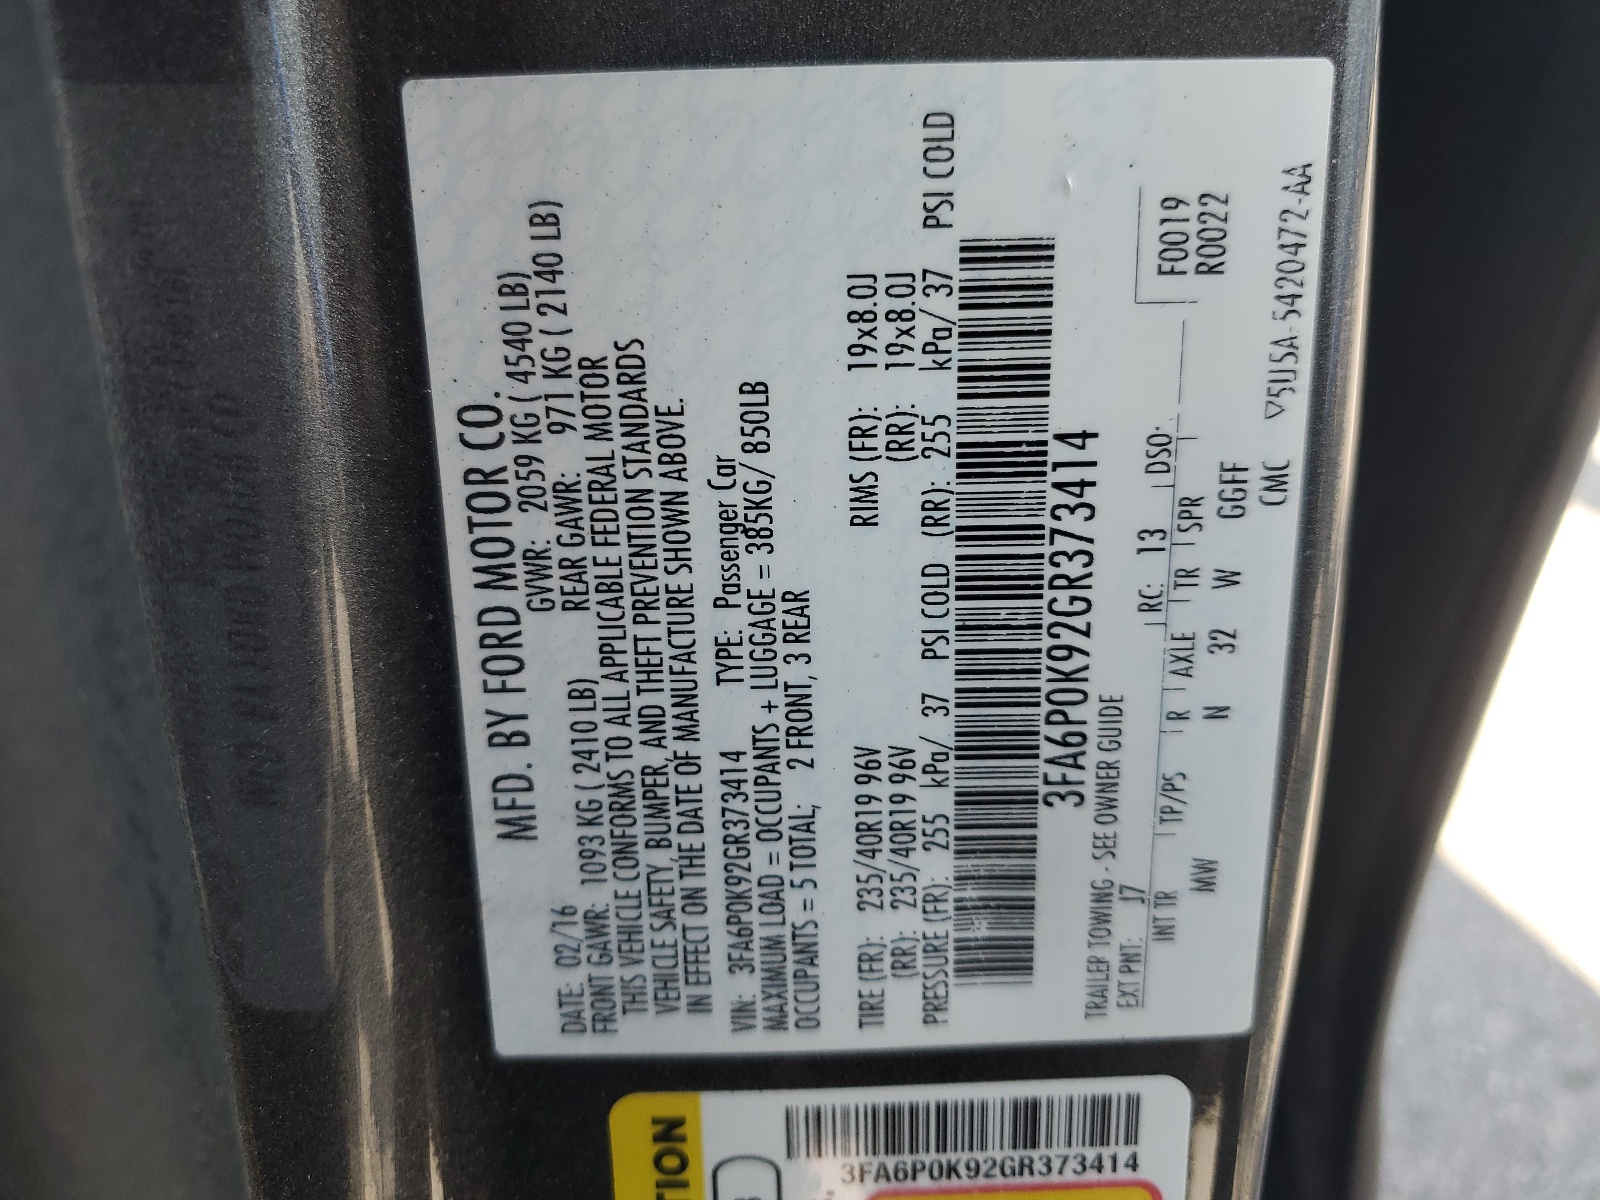 MFD. BY FORD MOTOR CO.
DATE: 02/16 GVWR: 2059 KG ( 4540 LB)
FRONT GAWR: 1093 KG ( 2410 LB) REAR GAWR: 971 KG ( 2140 LB)
THIS VEHICLE CONFORMS TO ALL APPLICABLE FEDERAL MOTOR
VEHICLE SAFETY, BUMPER, AND THEFT PREVENTION STANDARDS
IN EFFECT ON THE DATE OF MANUFACTURE SHOWN ABOVE.
VIN: 3FA6P0K92GR373414 TYPE: Passenger Car
MAXIMUM LOAD = OCCUPANTS + LUGGAGE = 385KG/ 850LB
OCCUPANTS = 5 TOTAL; 2 FRONT, 3 REAR
TIRE (FR): 235/40R19 96V RIMS (FR): 19x8.0J
(RR): 235/40R19 96V (RR): 19x8.0J
PRESSURE (FR): 255 kPa/ 37 PSI COLD (RR): 255 kPa/ 37 PSI COLD
3FA6P0K92GR373414
TRAILER TOWING - SEE OWNER GUIDE
EXT PNT: J7 RC: 13 DSO: F0019
INT TR TP/PS R AXLE TR SPR R0022
MW N 32 W GGFF
CMC ▽5U5A-5420472-AA
TION
3FA6P0K92GR373414